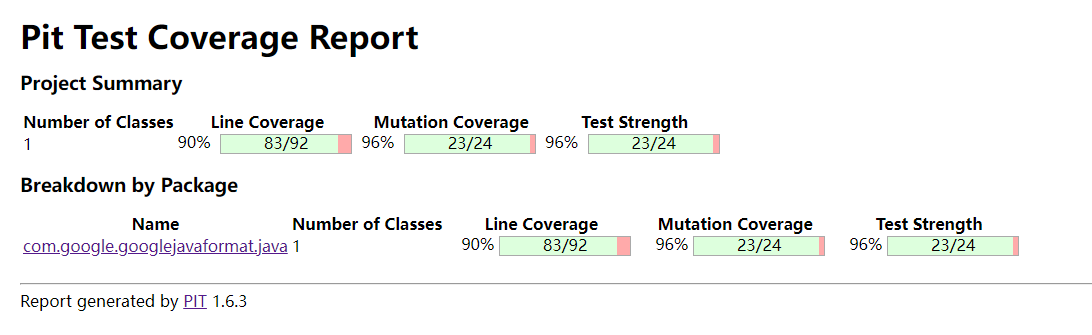 Pit Test Coverage Report
Project Summary
Number of Classes Line Coverage Mutation Coverage Test Strength
1 90% 83/92 96% 23/24 96% 23/24
Breakdown by Package
Name Number of Classes Line Coverage Mutation Coverage Test Strength
com.google.googlejavaformat.java 1 90% 83/92 96% 23/24 96% 23/24
Report generated by PIT 1.6.3